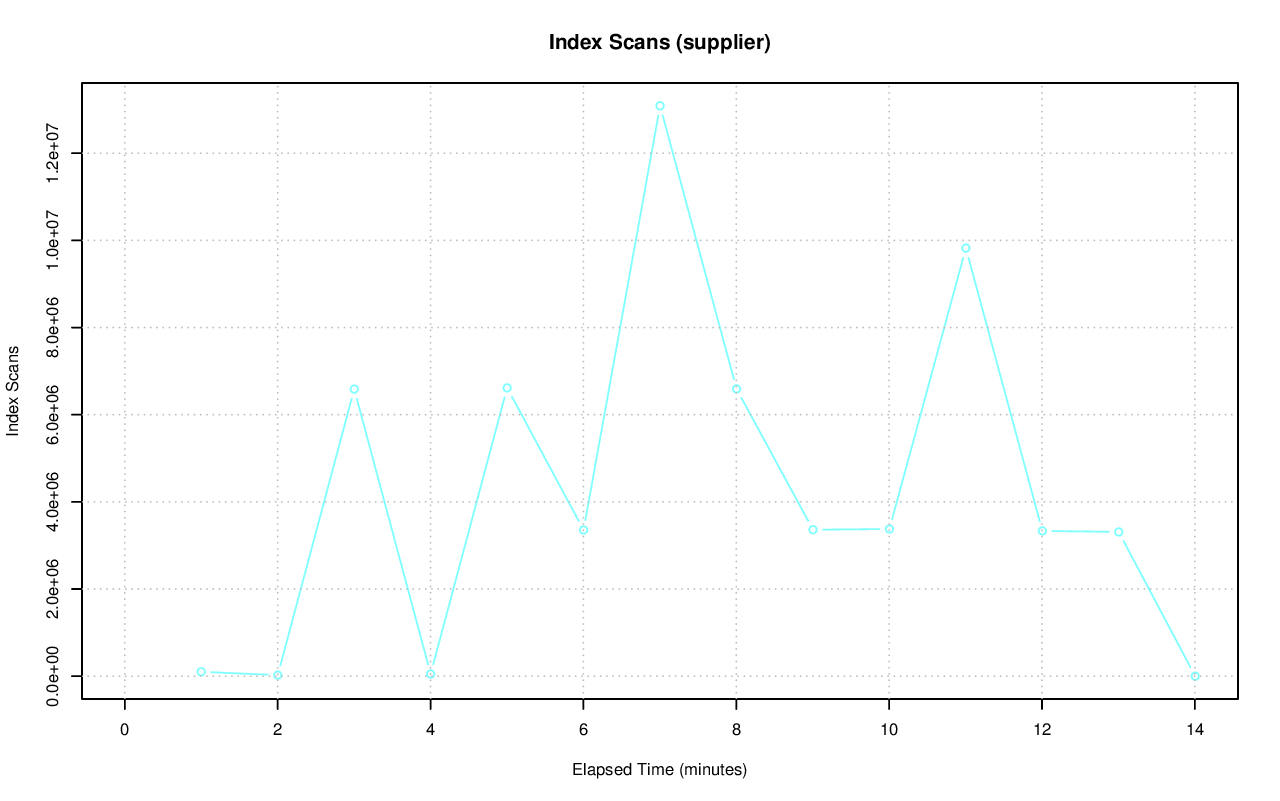 Index Scans (supplier)
Index Scans
1.2e+07
1.0e+07
8.0e+06
6.0e+06
4.0e+06
2.0e+06
0.0e+00
0 2 4 6 8 10 12 14
Elapsed Time (minutes)